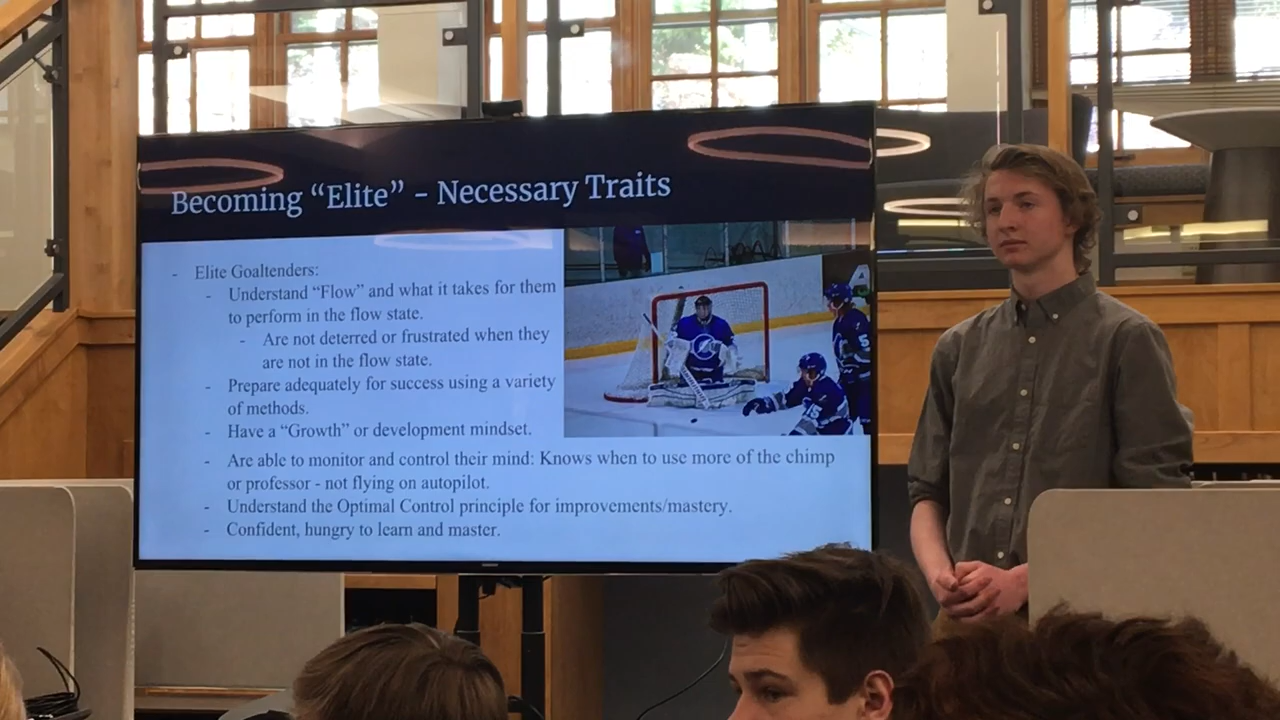 Becoming “Elite” - Necessary Traits
- Elite Goaltenders:
- Understand “Flow” and what it takes for them
to perform in the flow state.
- Are not deterred or frustrated when they
are not in the flow state.
- Prepare adequately for success using a variety
of methods.
- Have a “Growth” or development mindset.
- Are able to monitor and control their mind: Knows when to use more of the chimp
or professor - not flying on autopilot.
- Understand the Optimal Control principle for improvements/mastery.
- Confident, hungry to learn and master.
15
5